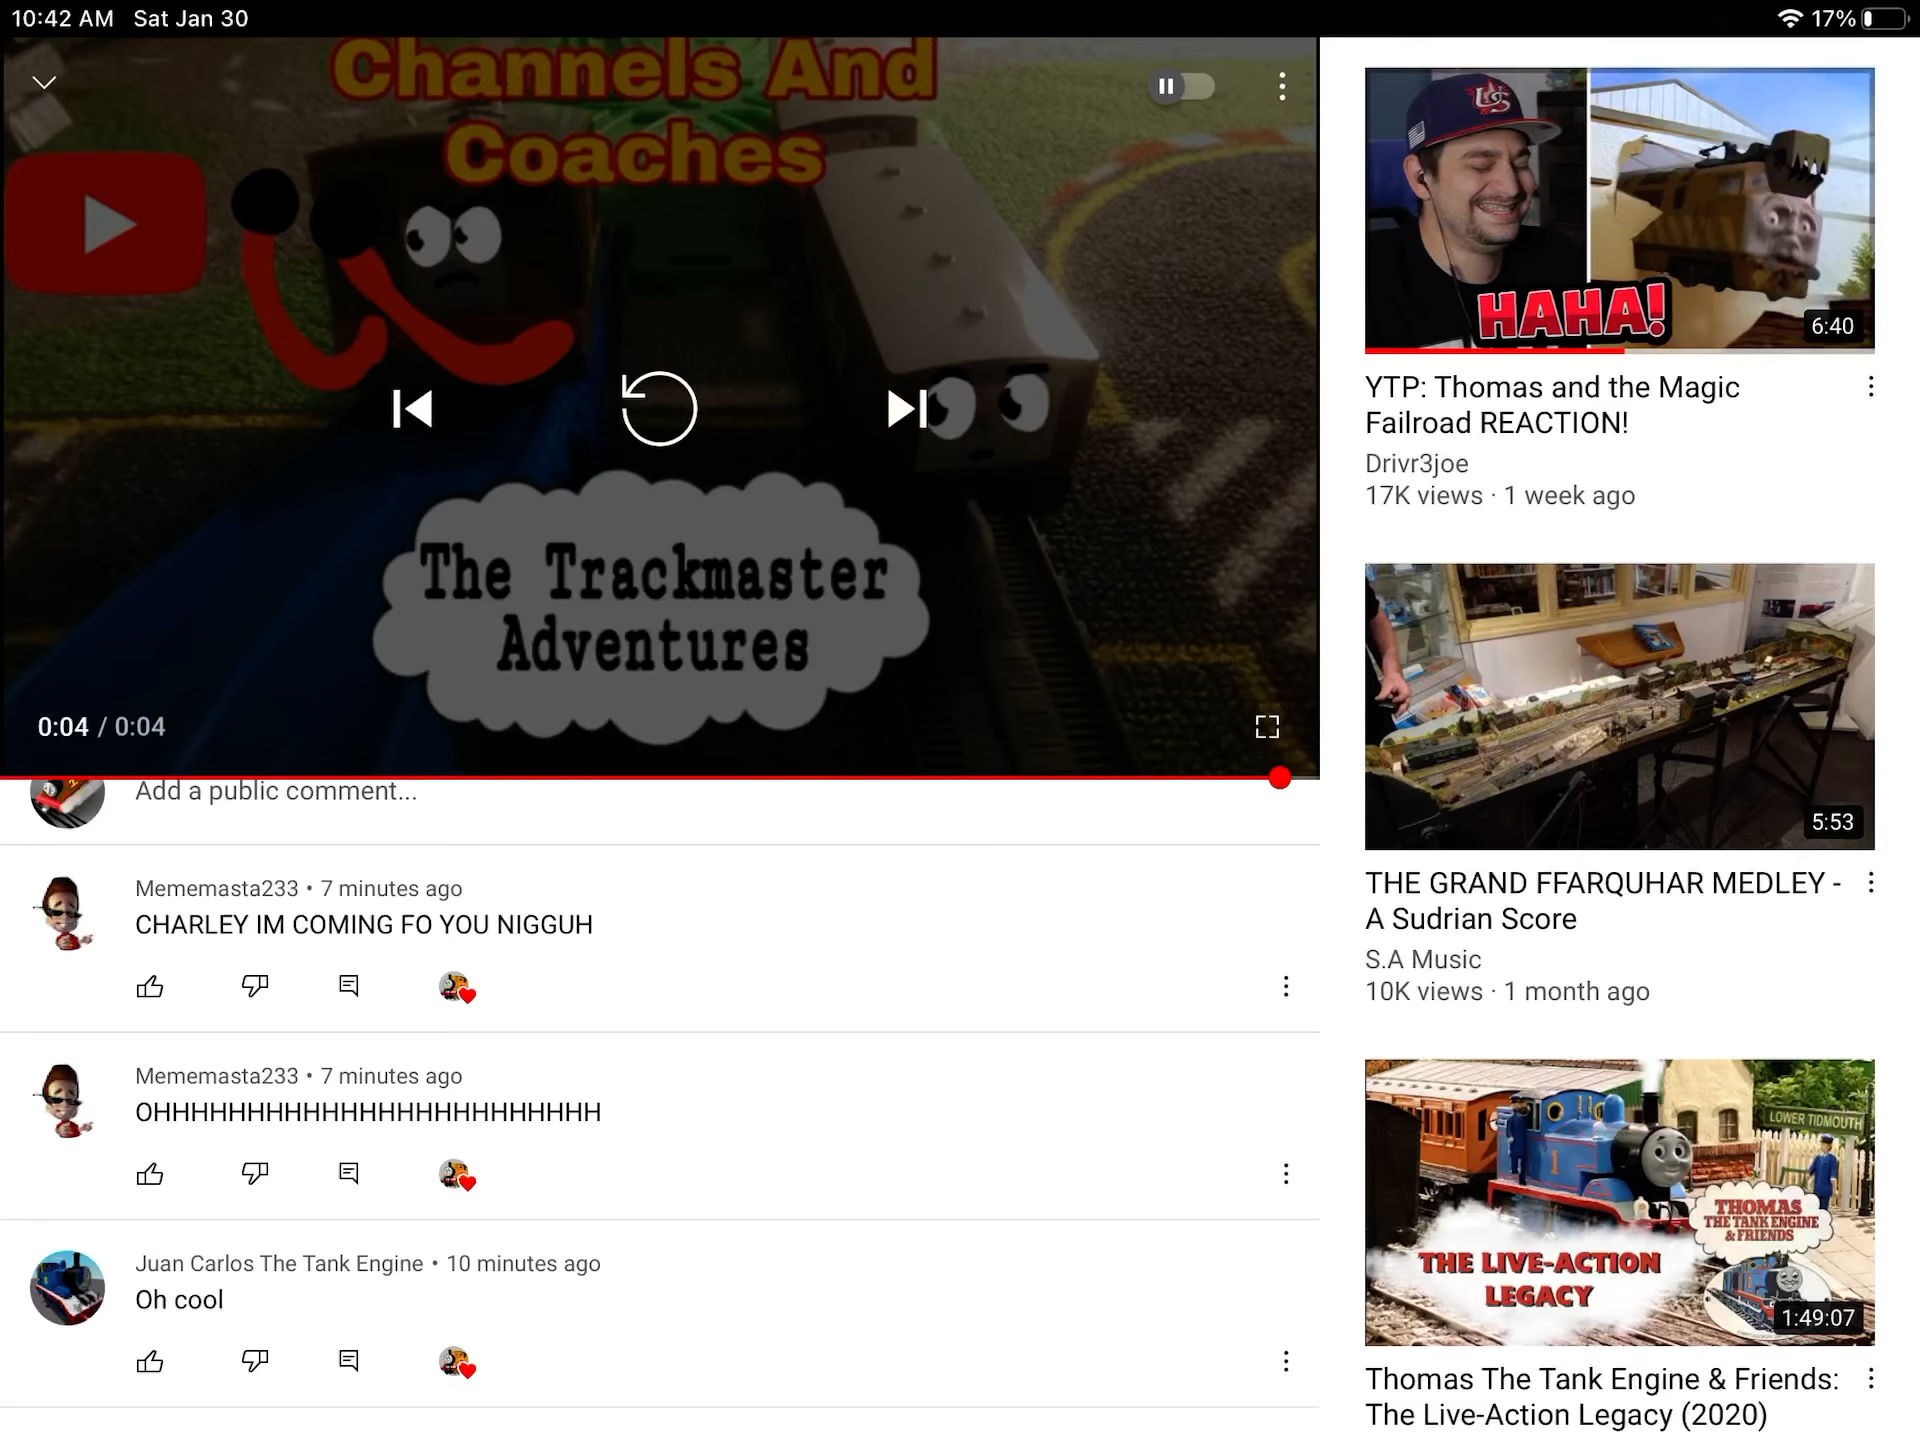 10:42 AM Sat Jan 30
17%
Channels And
Coaches
The Trackmaster
Adventures
0:04 / 0:04
Add a public comment...
Mememasta233 • 7 minutes ago
CHARLEY IM COMING FO YOU NIGGUH
Mememasta233 • 7 minutes ago
OHHHHHHHHHHHHHHHHHHHHHHHH
Juan Carlos The Tank Engine • 10 minutes ago
Oh cool
US
HAHA!
6:40
YTP: Thomas and the Magic
Failroad REACTION!
Drivr3joe
17K views · 1 week ago
5:53
THE GRAND FFARQUHAR MEDLEY -
A Sudrian Score
S.A Music
10K views · 1 month ago
LOWER TIDMOUTH
1
THOMAS
THE TANK ENGINE
& FRIENDS
THE LIVE-ACTION
LEGACY
1:49:07
Thomas The Tank Engine & Friends:
The Live-Action Legacy (2020)